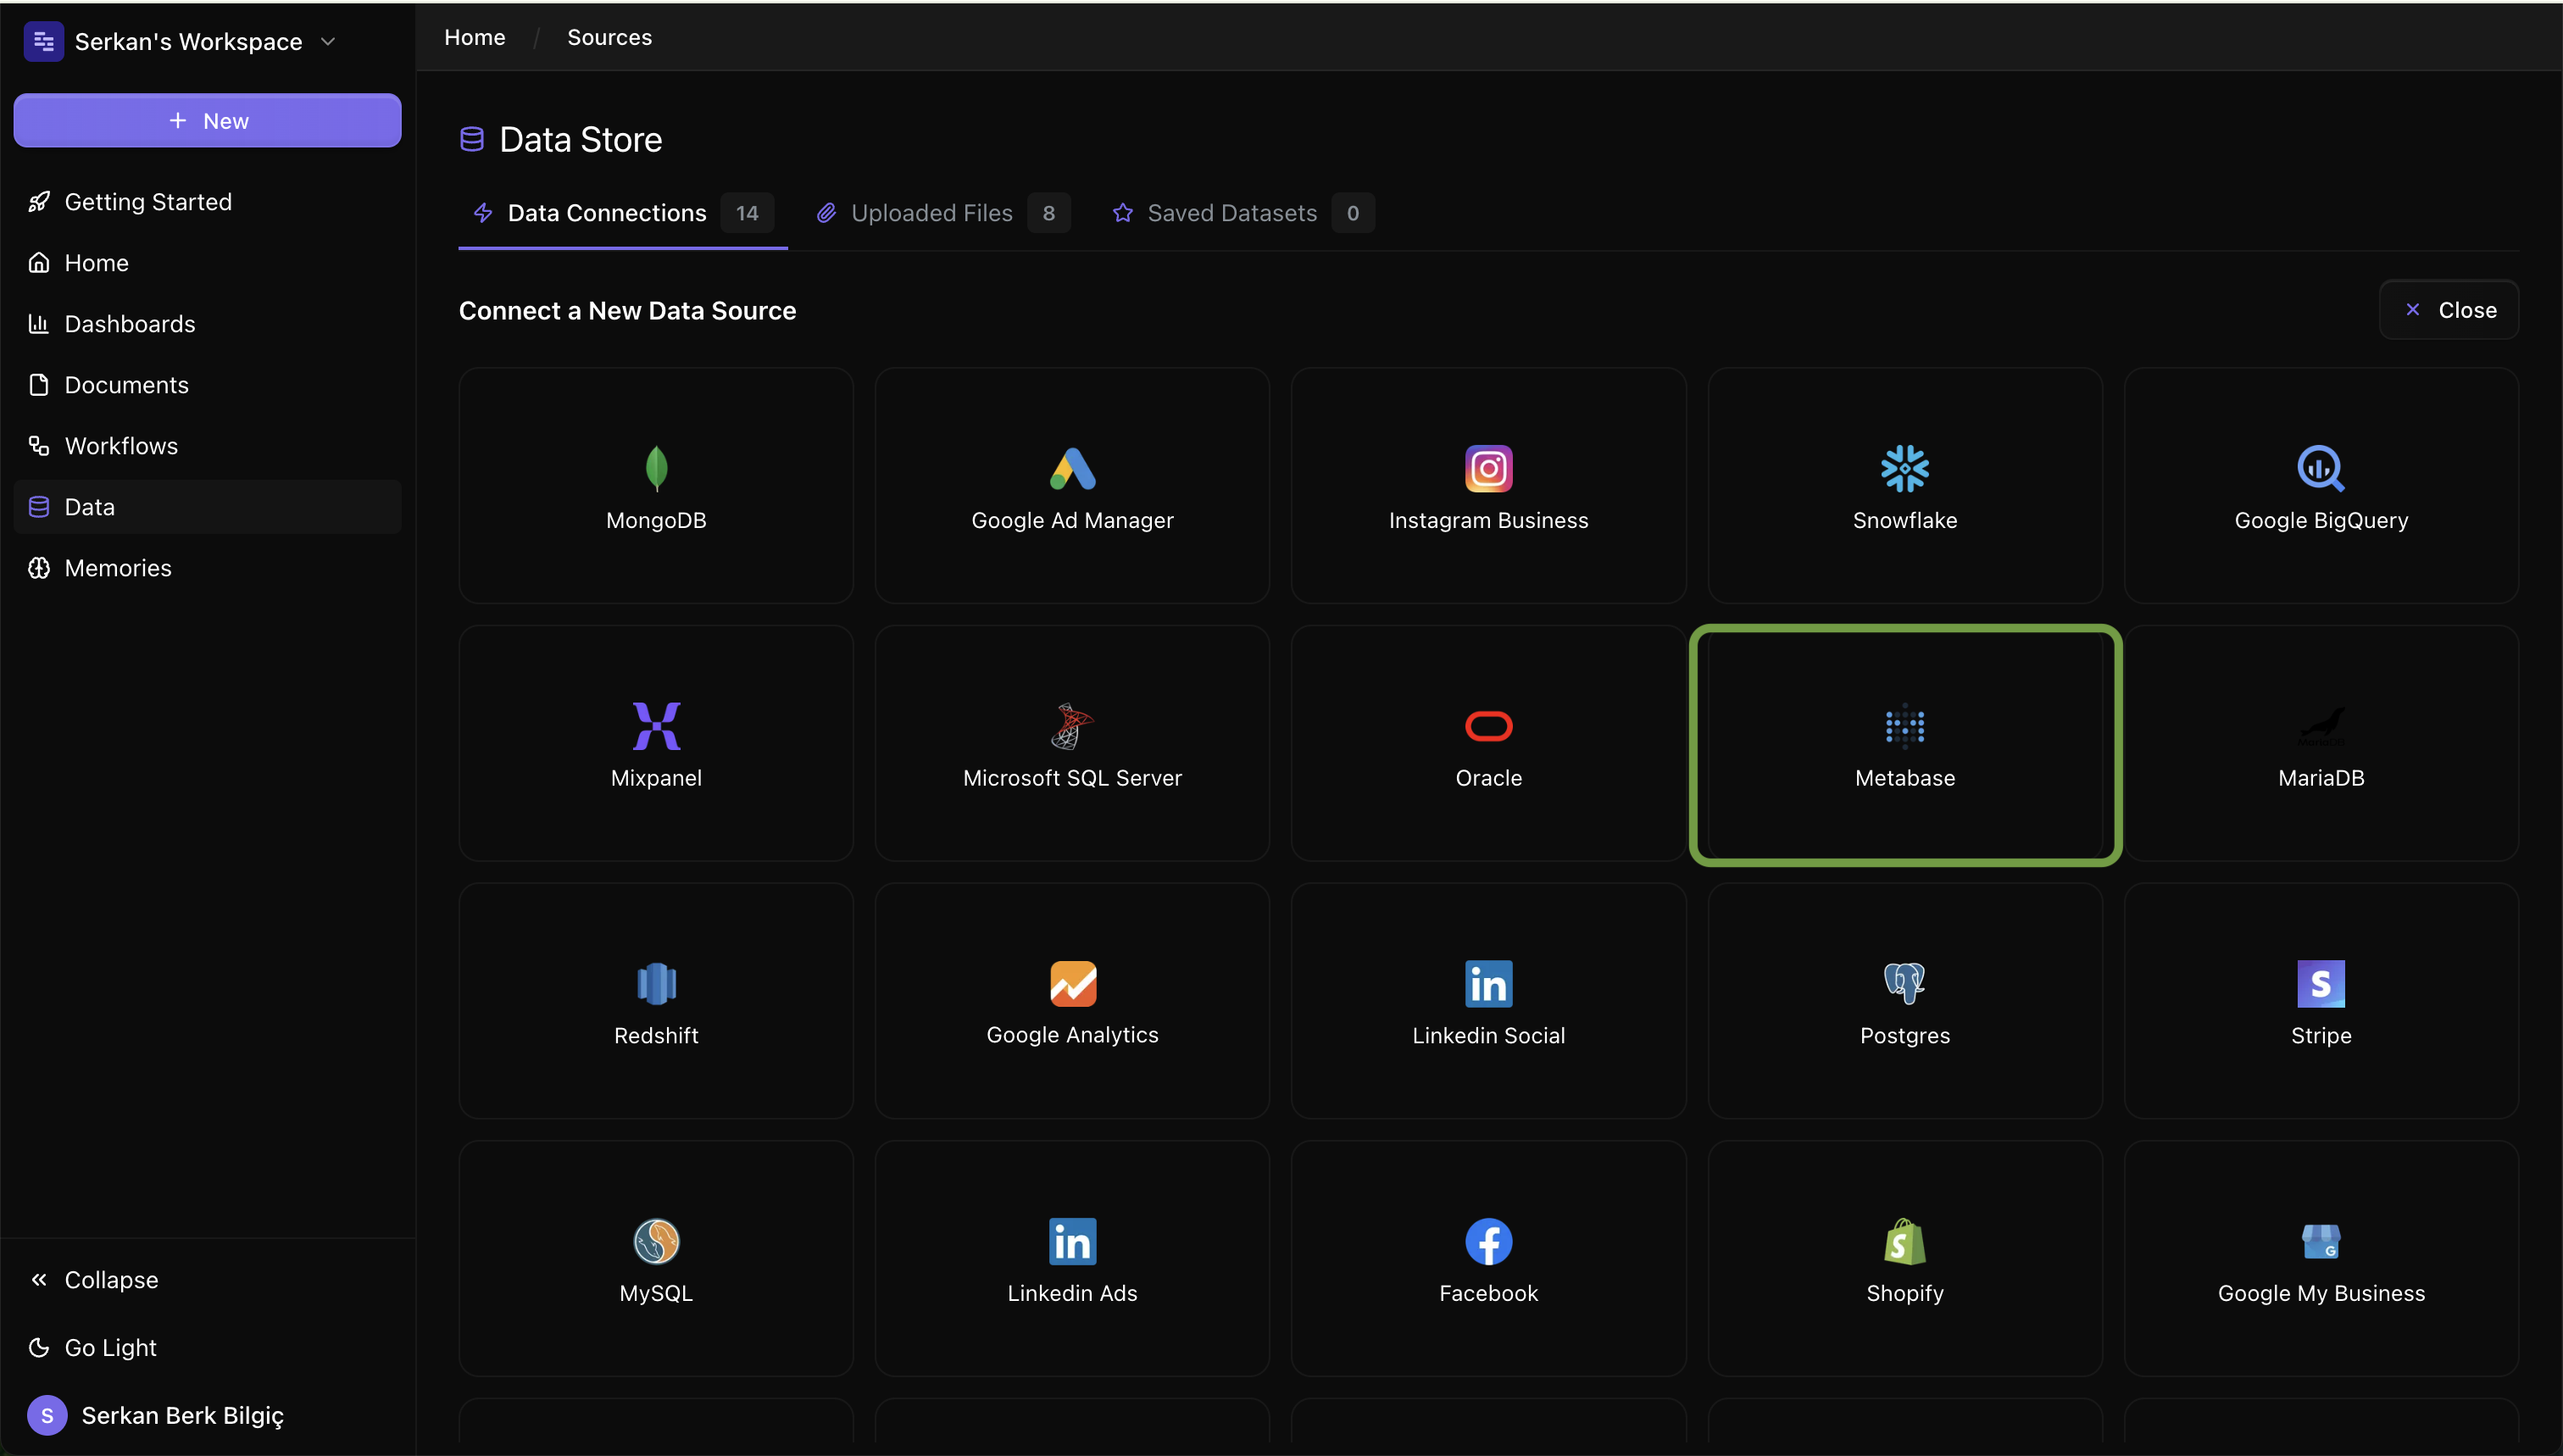 Serkan's Workspace
Home / Sources
+ New
Getting Started
Home
Dashboards
Documents
Workflows
Data
Memories
Collapse
Go Light
S Serkan Berk Bilgiç
Data Store
Data Connections 14 Uploaded Files 8 Saved Datasets 0
Connect a New Data Source
Close
MongoDB Google Ad Manager Instagram Business Snowflake Google BigQuery
Mixpanel Microsoft SQL Server Oracle Metabase MariaDB
Redshift Google Analytics Linkedin Social Postgres Stripe
MySQL Linkedin Ads Facebook Shopify Google My Business